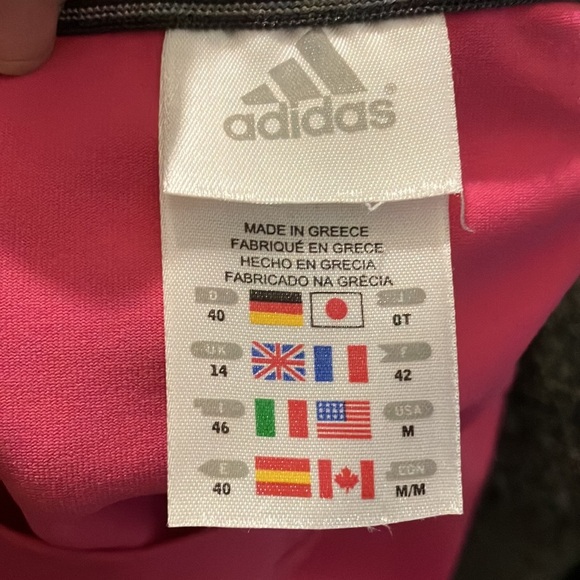 adidas®
MADE IN GREECE
FABRIQUÉ EN GRECE
HECHO EN GRECIA
FABRICADO NA GRÉCIA
D J
40 OT
UK F
14 42
I USA
46 M
E CDN
40 M/M